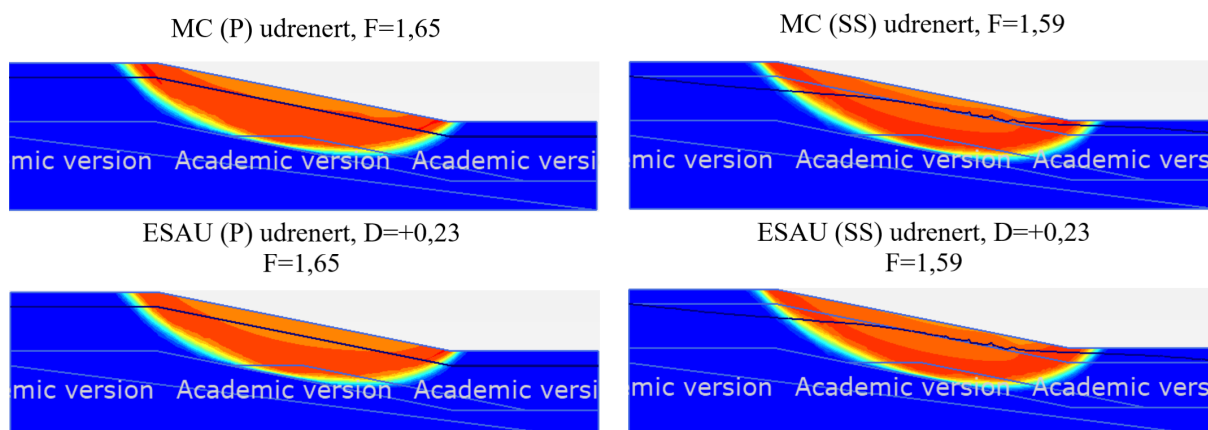 MC (P) udrenert, F=1,65
MC (SS) udrenert, F=1,59
mic version Academic version Academic versi
mic version Academic version Academic vers
ESAU (P) udrenert, D=+0,23
F=1,65
ESAU (SS) udrenert, D=+0,23
F=1,59
mic version Academic version Academic versi
mic version Academic version Academic vers